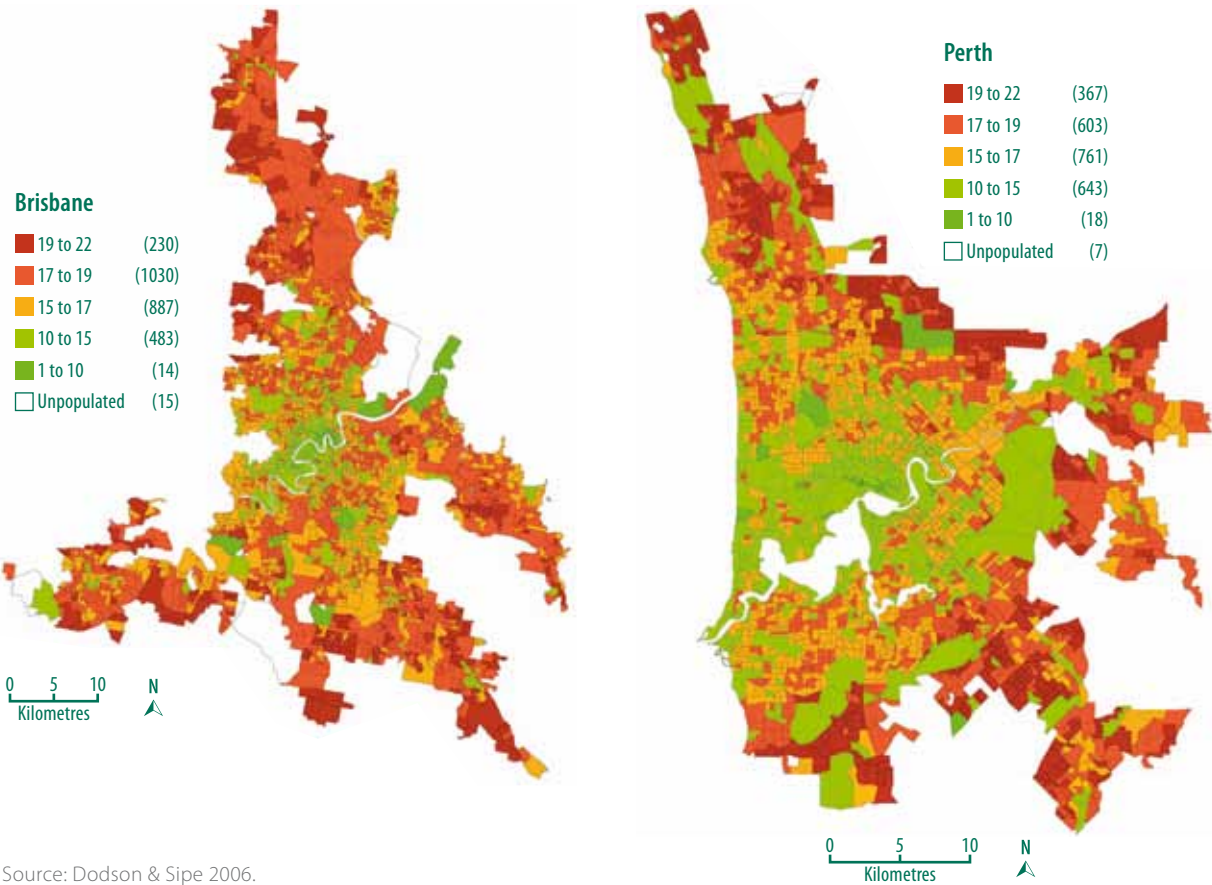 Brisbane
19 to 22 (230)
17 to 19 (1030)
15 to 17 (887)
10 to 15 (483)
1 to 10 (14)
Unpopulated (15)
0 5 10
Kilometres
N
Perth
19 to 22 (367)
17 to 19 (603)
15 to 17 (761)
10 to 15 (643)
1 to 10 (18)
Unpopulated (7)
0 5 10
Kilometres
N
Source: Dodson & Sipe 2006.